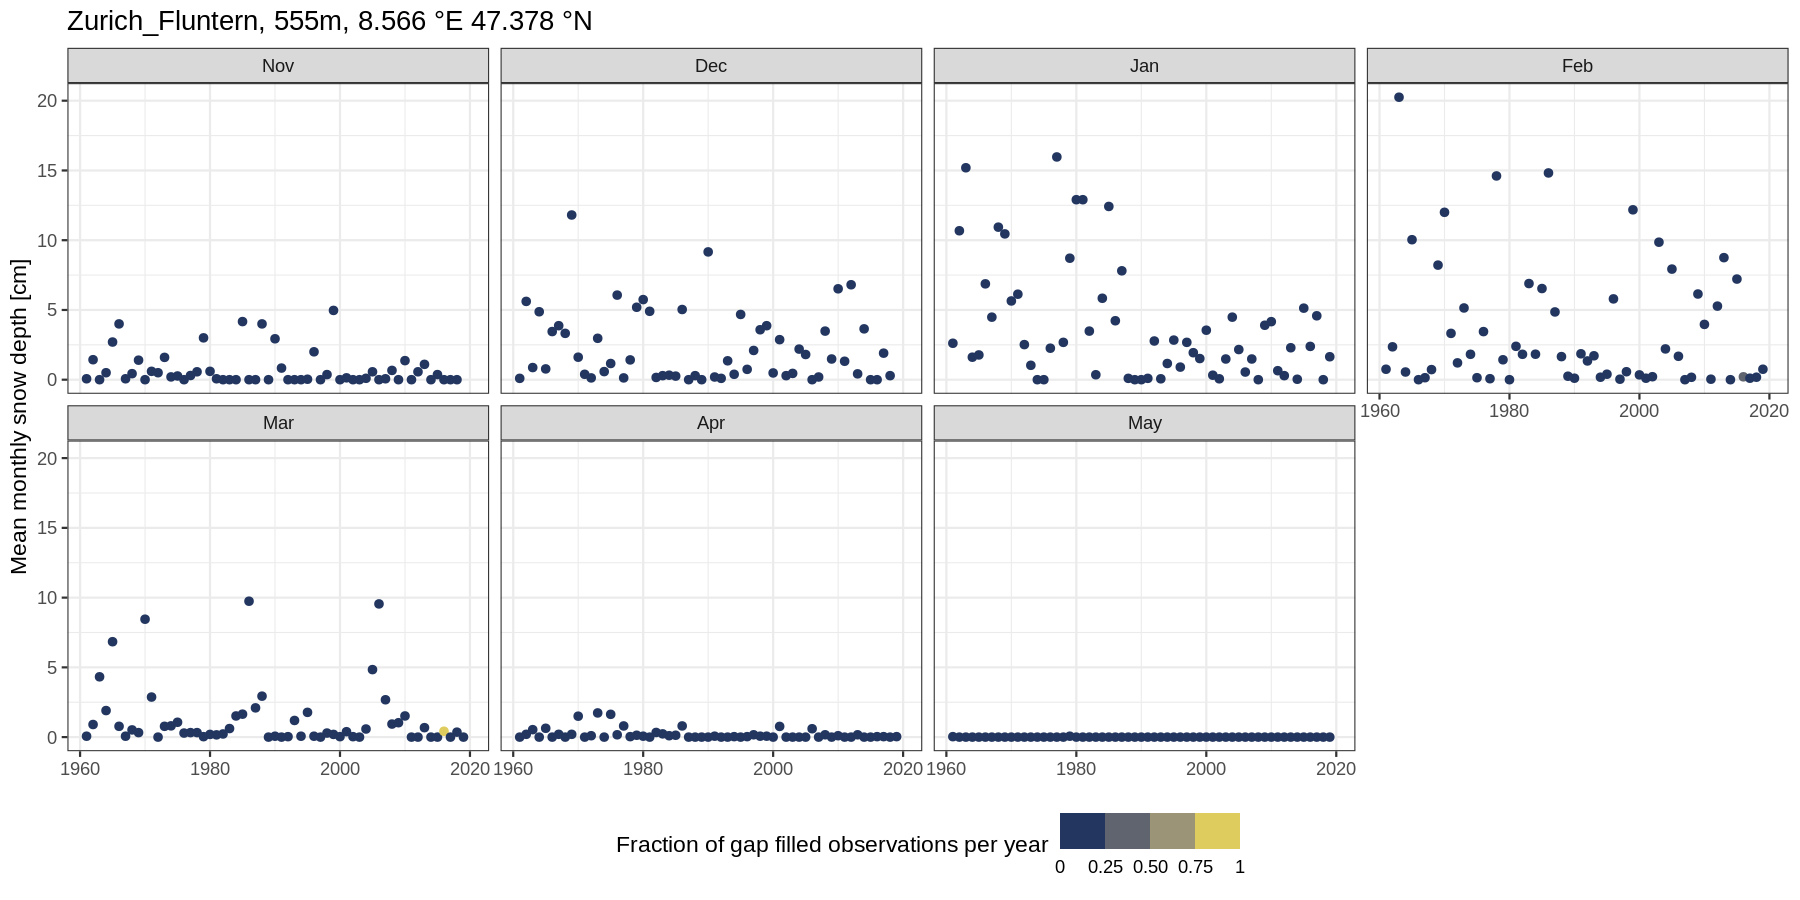 Zurich_Fluntern, 555m, 8.566 °E 47.378 °N
Nov
Dec
Jan
Feb
Mean monthly snow depth [cm]
20
15
10
5
0
1960 1980 2000 2020
Mar
Apr
May
20
15
10
5
0
1960 1980 2000 2020
1960 1980 2000 2020
1960 1980 2000 2020
Fraction of gap filled observations per year
0 0.25 0.50 0.75 1